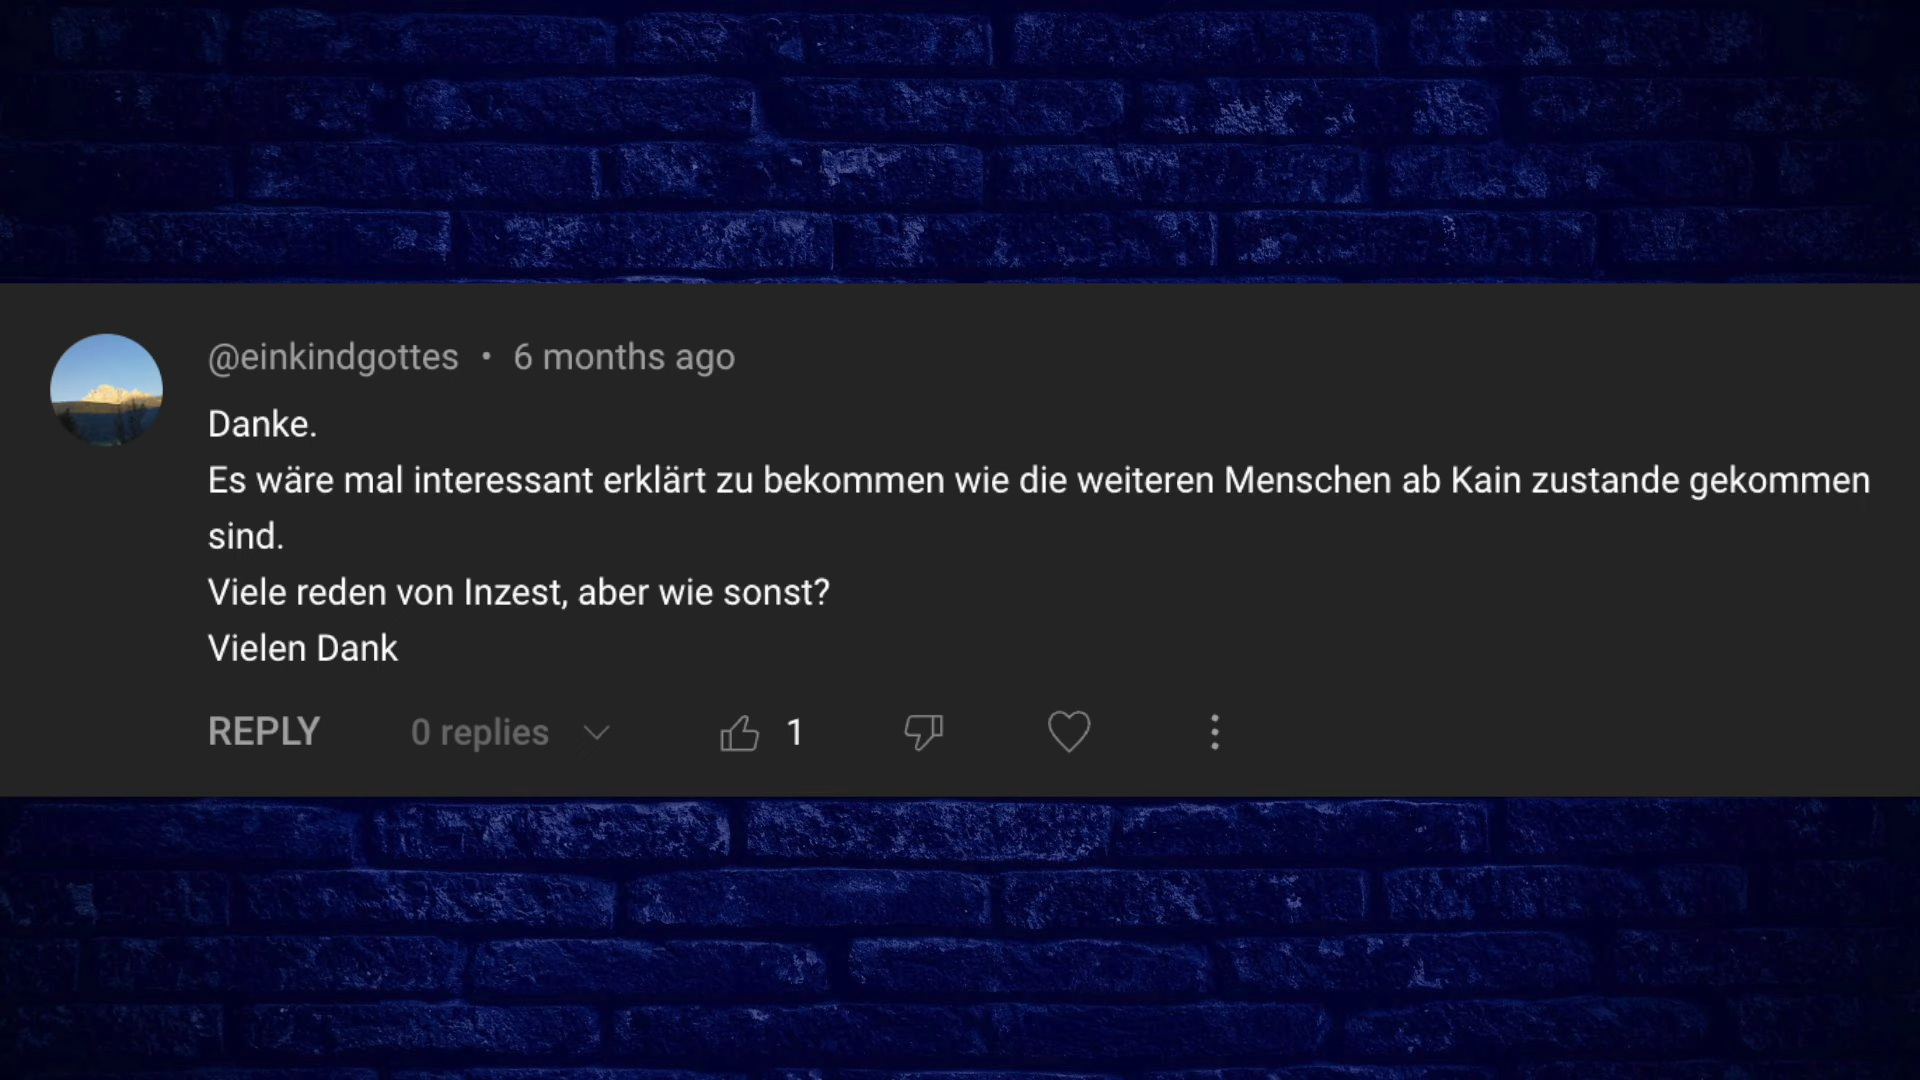 @einkindgottes • 6 months ago
Danke.
Es wäre mal interessant erklärt zu bekommen wie die weiteren Menschen ab Kain zustande gekommen
sind.
Viele reden von Inzest, aber wie sonst?
Vielen Dank
REPLY 0 replies 1